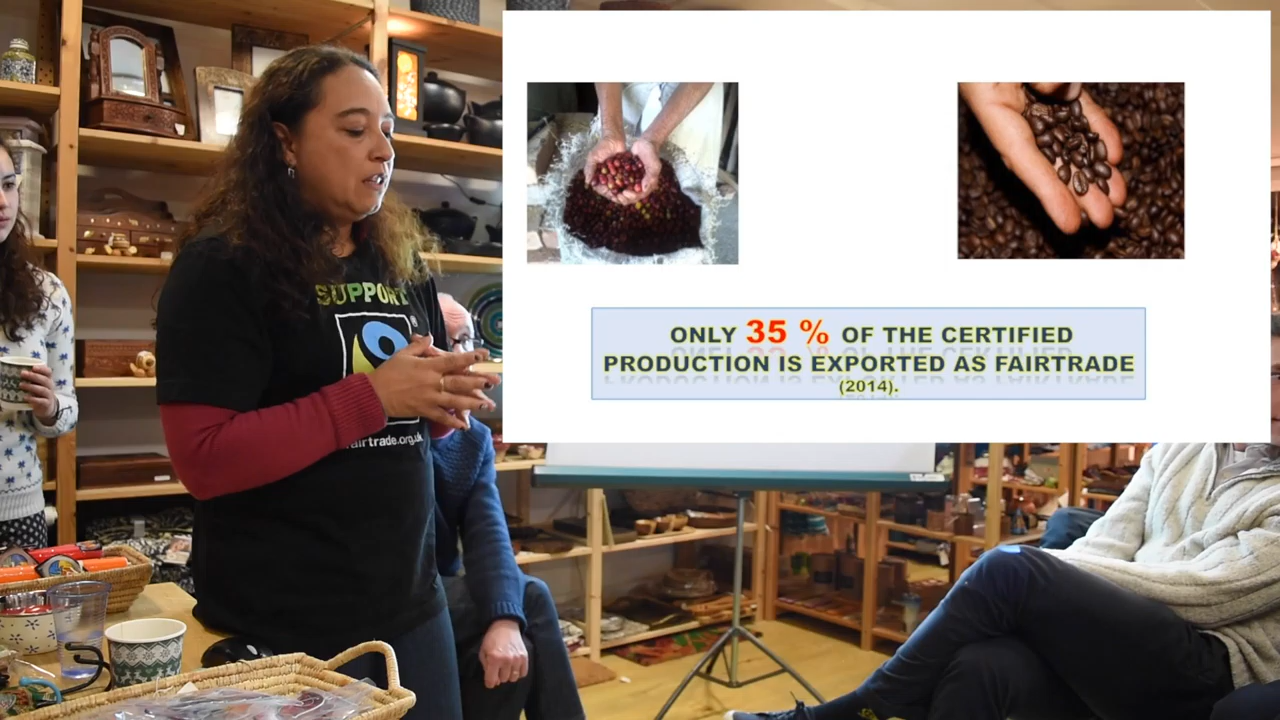 SUPPORT
®
fairtrade.org.uk
ONLY 35 % OF THE CERTIFIED
PRODUCTION IS EXPORTED AS FAIRTRADE
(2014).